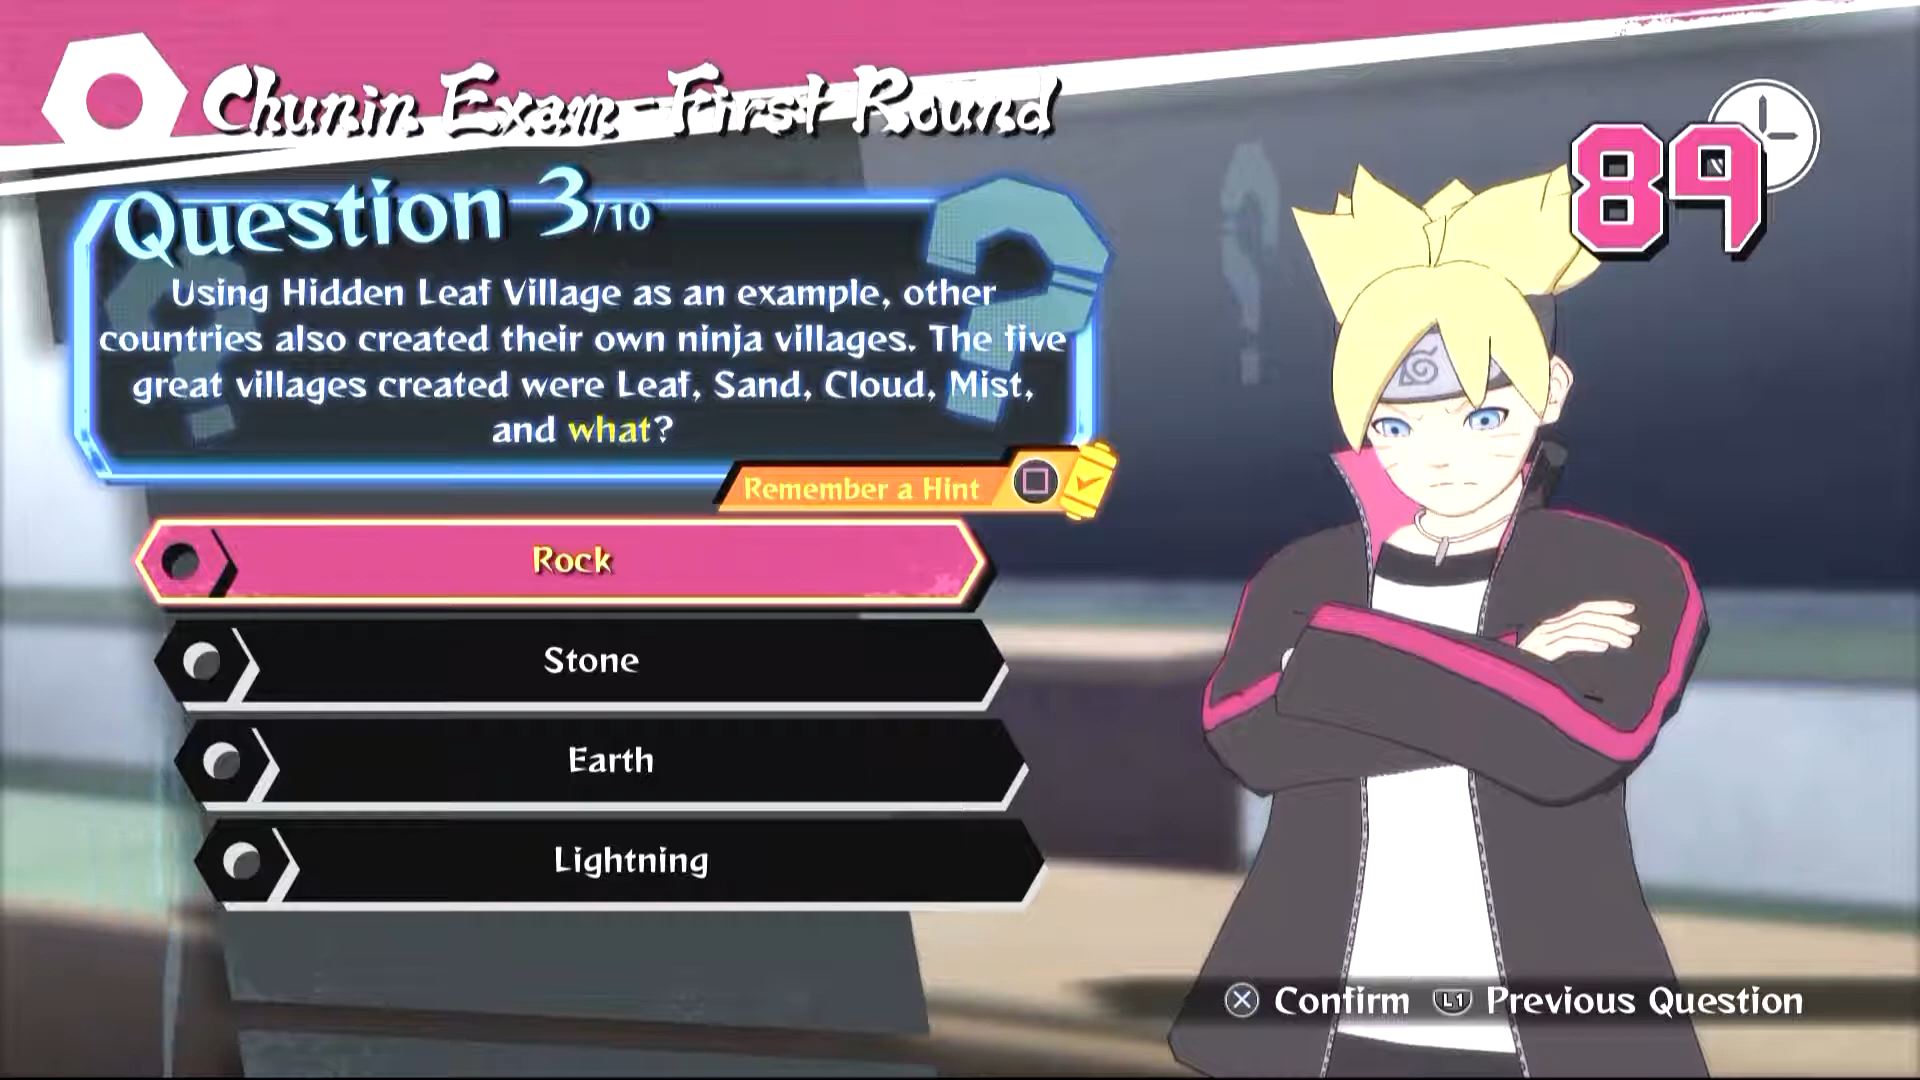 Chunin Exam - First Round
89
Question 3/10
Using Hidden Leaf Village as an example, other
countries also created their own ninja villages. The five
great villages created were Leaf, Sand, Cloud, Mist,
and what?
Remember a Hint
Rock
Stone
Earth
Lightning
Confirm L1 Previous Question